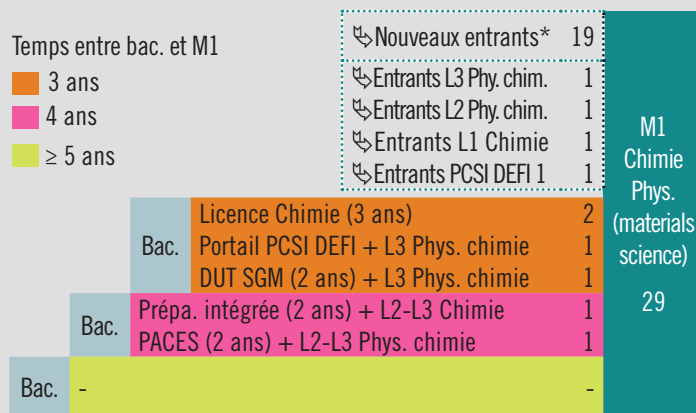 Temps entre bac. et M1
3 ans
4 ans
≥ 5 ans
Nouveaux entrants* 19
Entrants L3 Phy. chim. 1
Entrants L2 Phy. chim. 1
Entrants L1 Chimie 1
Entrants PCSI DEFI 1 1
Bac.
Licence Chimie (3 ans) 2
Portail PCSI DEFI + L3 Phys. chimie 1
DUT SGM (2 ans) + L3 Phys. chimie 1
Bac.
Prépa. intégrée (2 ans) + L2-L3 Chimie 1
PACES (2 ans) + L2-L3 Phys. chimie 1
Bac.
- -
M1
Chimie
Phys.
(materials
science)
29